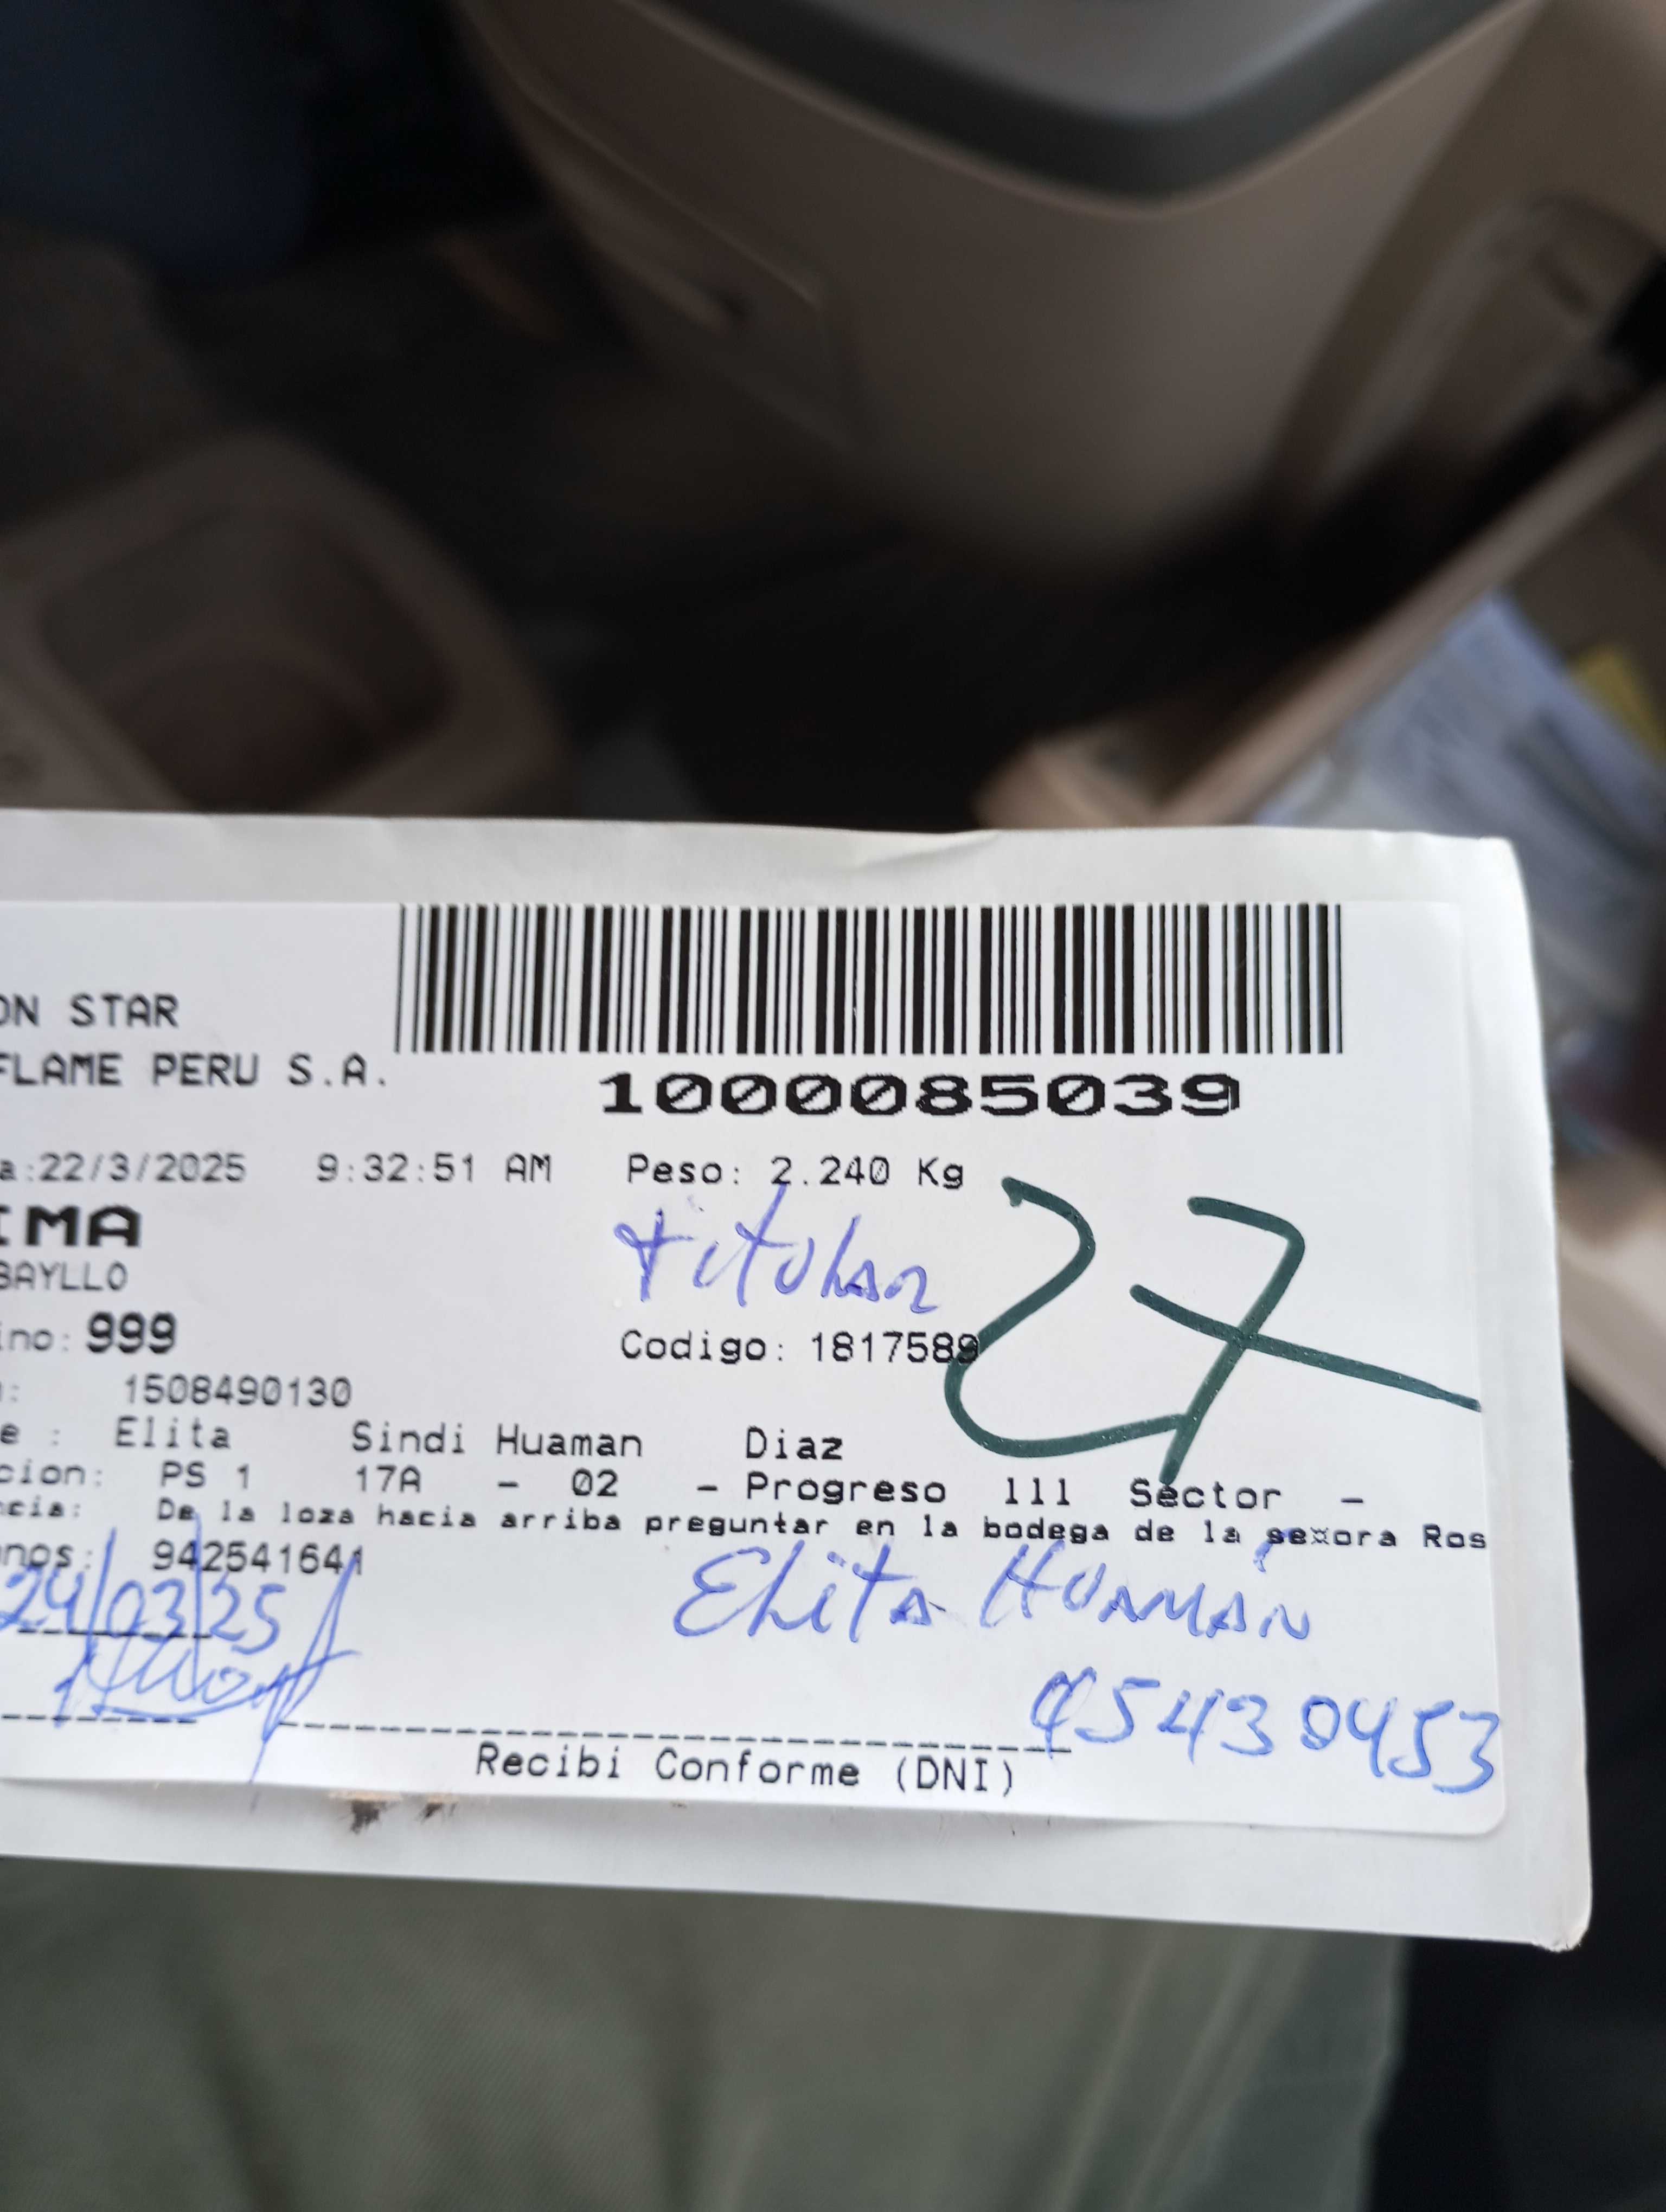 ON STAR
FLAME PERU S.A.
1000085039
a:22/3/2025 9:32:51 AM Peso: 2.240 Kg
IMA
titular
27
BAYLLO
ino: 999
Codigo: 1817589
: 1508490130
e : Elita Sindi Huaman Diaz
cion: PS 1 17A - 02 - Progreso 111 Sector -
ncia: De la loza hacia arriba preguntar en la bodega de la se¤ora Ros
nos: 942541641
24/03/25
Elita Huamán
45430453
Recibi Conforme (DNI)